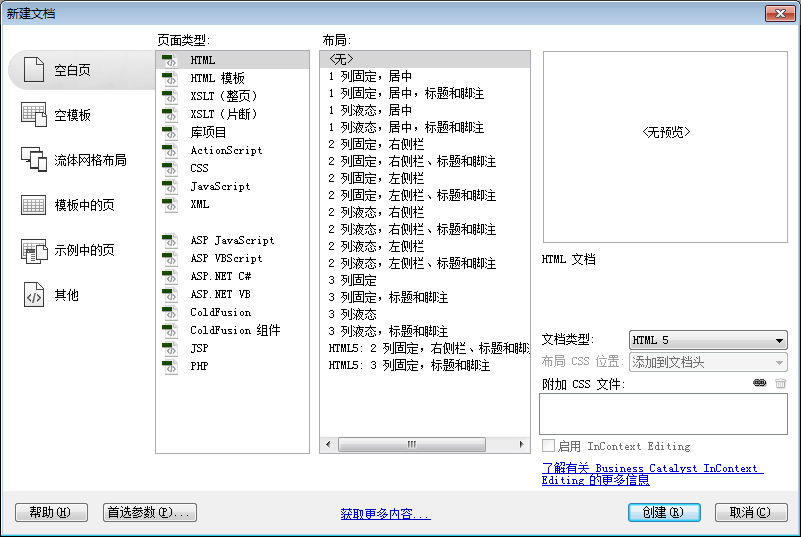 新建文档
页面类型:
布局:
空白页
空模板
流体网格布局
模板中的页
示例中的页
其他
HTML
HTML 模板
XSLT（整页）
XSLT（片断）
库项目
ActionScript
CSS
JavaScript
XML
ASP JavaScript
ASP VBScript
ASP.NET C#
ASP.NET VB
ColdFusion
ColdFusion 组件
JSP
PHP
<无>
1 列固定，居中
1 列固定，居中，标题和脚注
1 列液态，居中
1 列液态，居中，标题和脚注
2 列固定，右侧栏
2 列固定，右侧栏、标题和脚注
2 列固定，左侧栏
2 列固定，左侧栏、标题和脚注
2 列液态，右侧栏
2 列液态，右侧栏、标题和脚注
2 列液态，左侧栏
2 列液态，左侧栏、标题和脚注
3 列固定
3 列固定，标题和脚注
3 列液态
3 列液态，标题和脚注
HTML5: 2 列固定，右侧栏、标题和脚
HTML5: 3 列固定，标题和脚注
<无预览>
HTML 文档
文档类型:
HTML 5
布局 CSS 位置:
添加到文档头
附加 CSS 文件:
启用 InContext Editing
了解有关 Business Catalyst InContext
Editing 的更多信息
帮助(H)
首选参数(P)...
获取更多内容...
创建(R)
取消(C)